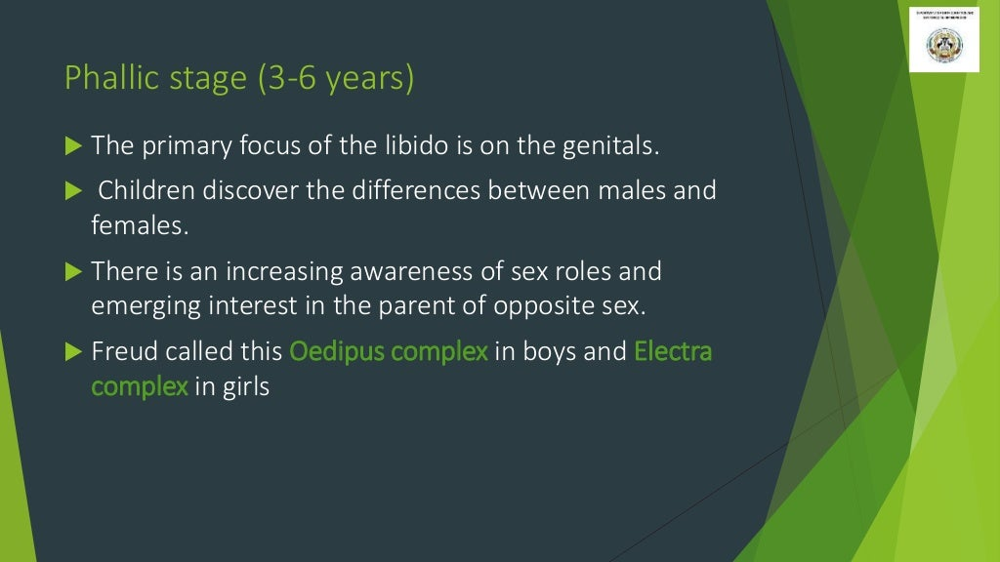 Phallic stage (3-6 years)
The primary focus of the libido is on the genitals.
Children discover the differences between males and
females.
There is an increasing awareness of sex roles and
emerging interest in the parent of opposite sex.
Freud called this Oedipus complex in boys and Electra
complex in girls